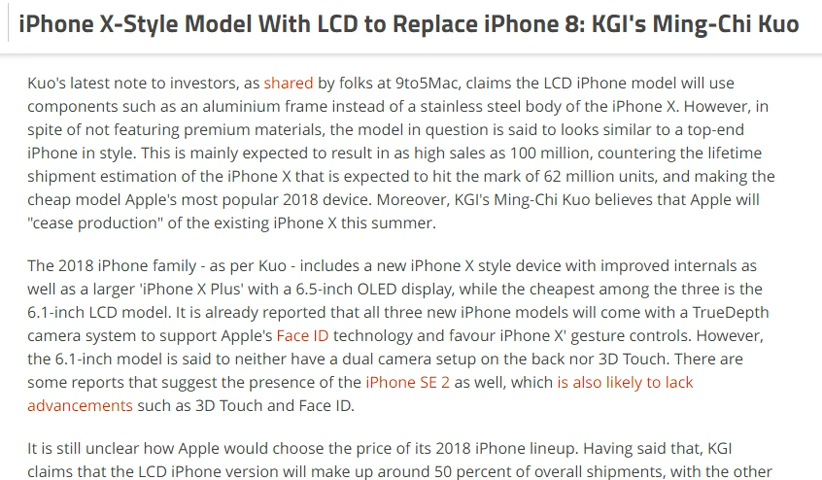 iPhone X-Style Model With LCD to Replace iPhone 8: KGI's Ming-Chi Kuo
Kuo's latest note to investors, as shared by folks at 9to5Mac, claims the LCD iPhone model will use
components such as an aluminium frame instead of a stainless steel body of the iPhone X. However, in
spite of not featuring premium materials, the model in question is said to looks similar to a top-end
iPhone in style. This is mainly expected to result in as high sales as 100 million, countering the lifetime
shipment estimation of the iPhone X that is expected to hit the mark of 62 million units, and making the
cheap model Apple's most popular 2018 device. Moreover, KGI's Ming-Chi Kuo believes that Apple will
"cease production" of the existing iPhone X this summer.
The 2018 iPhone family - as per Kuo - includes a new iPhone X style device with improved internals as
well as a larger 'iPhone X Plus' with a 6.5-inch OLED display, while the cheapest among the three is the
6.1-inch LCD model. It is already reported that all three new iPhone models will come with a TrueDepth
camera system to support Apple's Face ID technology and favour iPhone X' gesture controls. However,
the 6.1-inch model is said to neither have a dual camera setup on the back nor 3D Touch. There are
some reports that suggest the presence of the iPhone SE 2 as well, which is also likely to lack
advancements such as 3D Touch and Face ID.
It is still unclear how Apple would choose the price of its 2018 iPhone lineup. Having said that, KGI
claims that the LCD iPhone version will make up around 50 percent of overall shipments, with the other